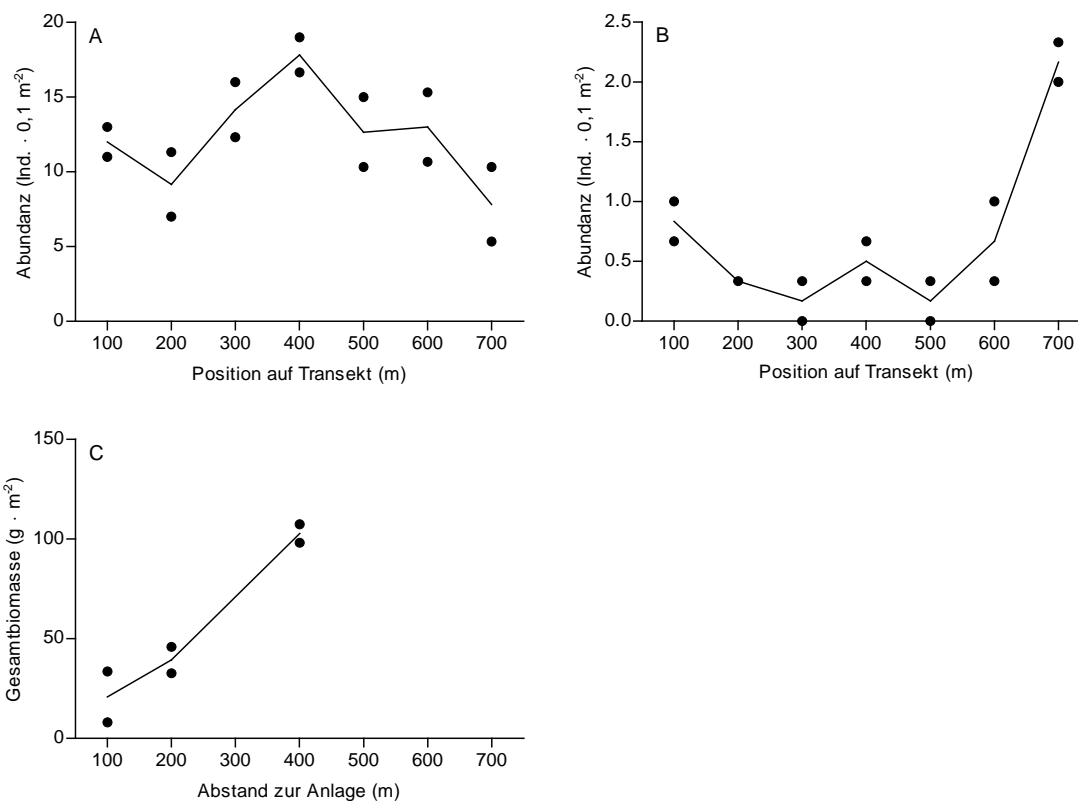 A
Abundanz (Ind. · 0,1 m-2)
20
15
10
5
0
100 200 300 400 500 600 700
Position auf Transekt (m)
B
Abundanz (Ind. · 0,1 m-2)
2.5
2.0
1.5
1.0
0.5
0.0
100 200 300 400 500 600 700
Position auf Transekt (m)
C
Gesamtbiomasse (g · m-2)
150
100
50
0
100 200 300 400 500 600 700
Abstand zur Anlage (m)